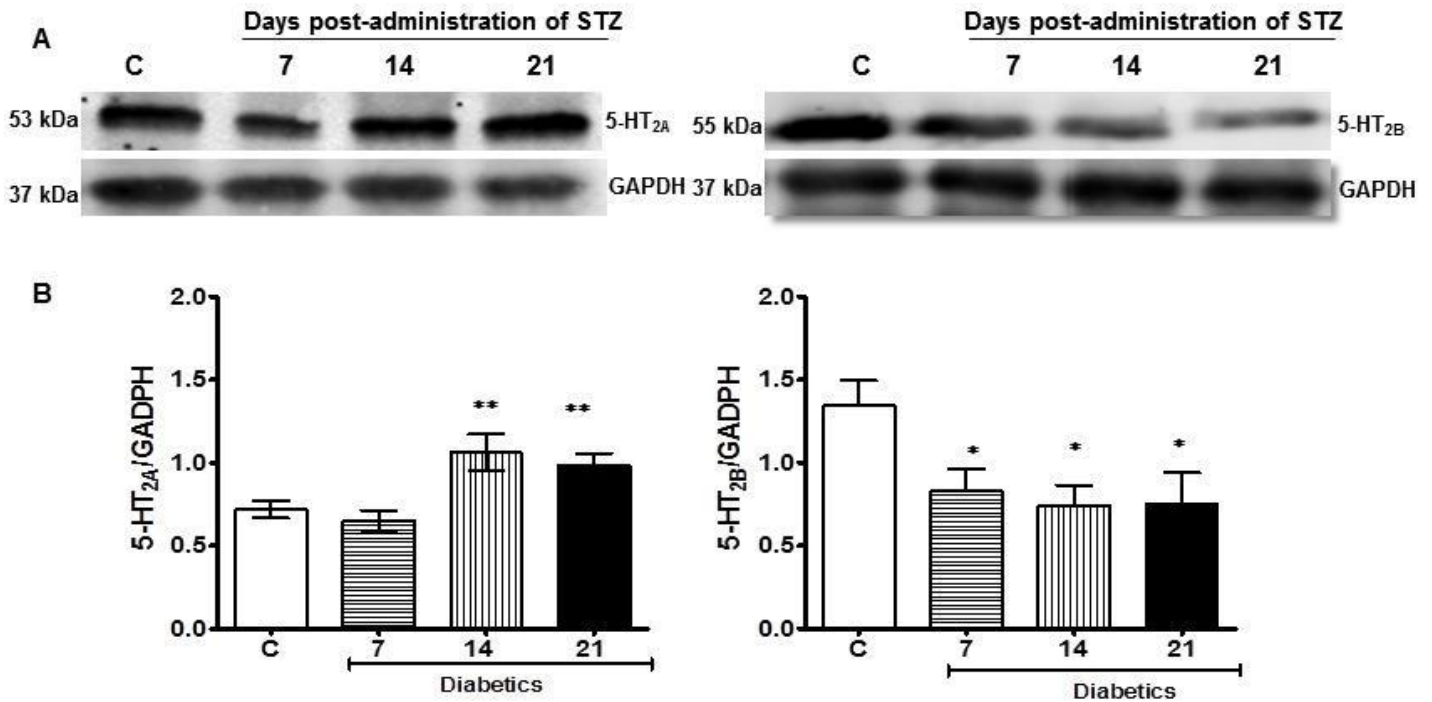 A
Days post-administration of STZ
C 7 14 21
53 kDa 5-HT2A
37 kDa GAPDH
Days post-administration of STZ
C 7 14 21
55 kDa 5-HT2B
37 kDa GAPDH
B
5-HT2A/GADPH
2.0
1.5
1.0
0.5
0.0
** **
C 7 14 21
Diabetics
5-HT2B/GADPH
2.0
1.5
1.0
0.5
0.0
* * *
C 7 14 21
Diabetics